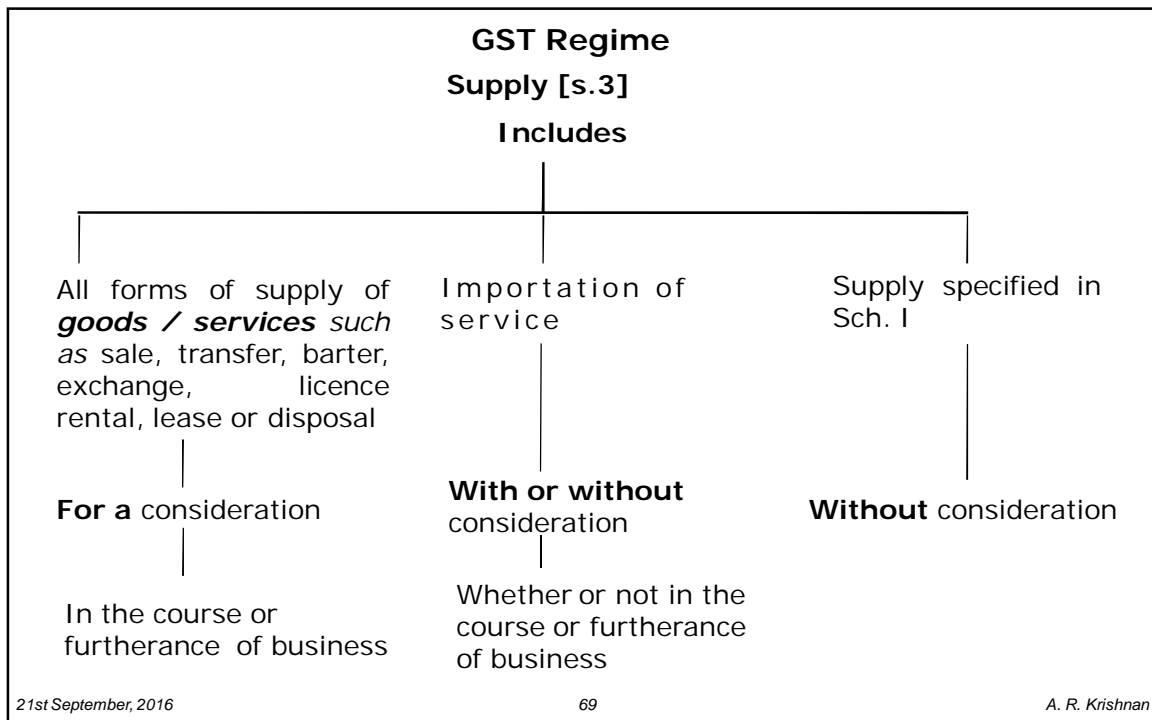 GST Regime
Supply [s.3]
Includes
All forms of supply of
goods / services such
as sale, transfer, barter,
exchange, licence
rental, lease or disposal
For a consideration
In the course or
furtherance of business
Importation of
service
With or without
consideration
Whether or not in the
course or furtherance
of business
Supply specified in
Sch. I
Without consideration
21st September, 2016
69
A. R. Krishnan